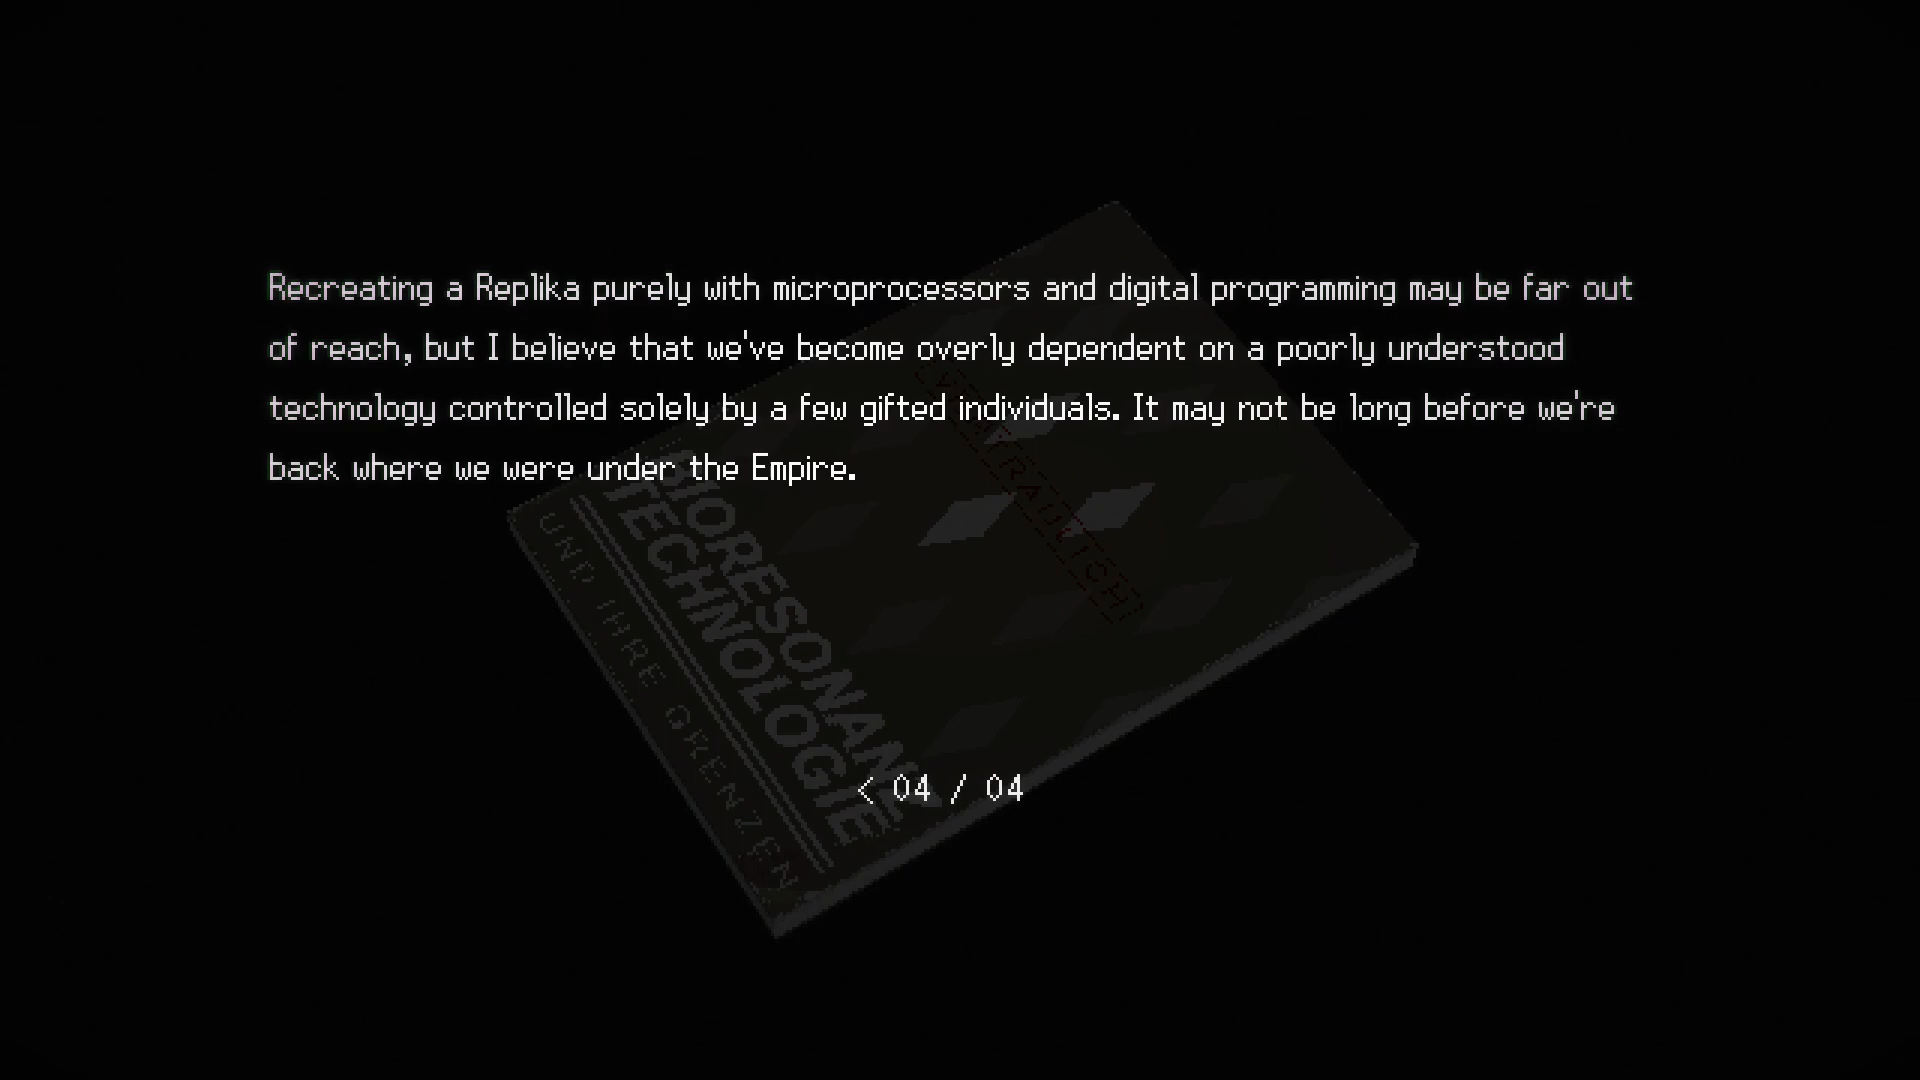 Recreating a Replika purely with microprocessors and digital programming may be far out
of reach, but I believe that we've become overly dependent on a poorly understood
technology controlled solely by a few gifted individuals. It may not be long before we're
back where we were under the Empire.
BIORESONANZ
TECHNOLOGIE
UND IHRE GRENZEN
VERTRAULICH
< 04 / 04